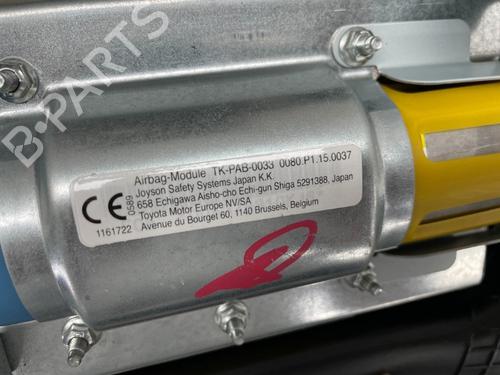 Airbag-Module TK-PAB-0033 0080.P1.15.0037
Joyson Safety Systems Japan K.K.
658 Echigawa Aisho-cho Echi-gun Shiga 5291388, Japan
Toyota Motor Europe NV/SA
Avenue du Bourget 60, 1140 Brussels, Belgium
CE
0589
1161722
B-PARTS